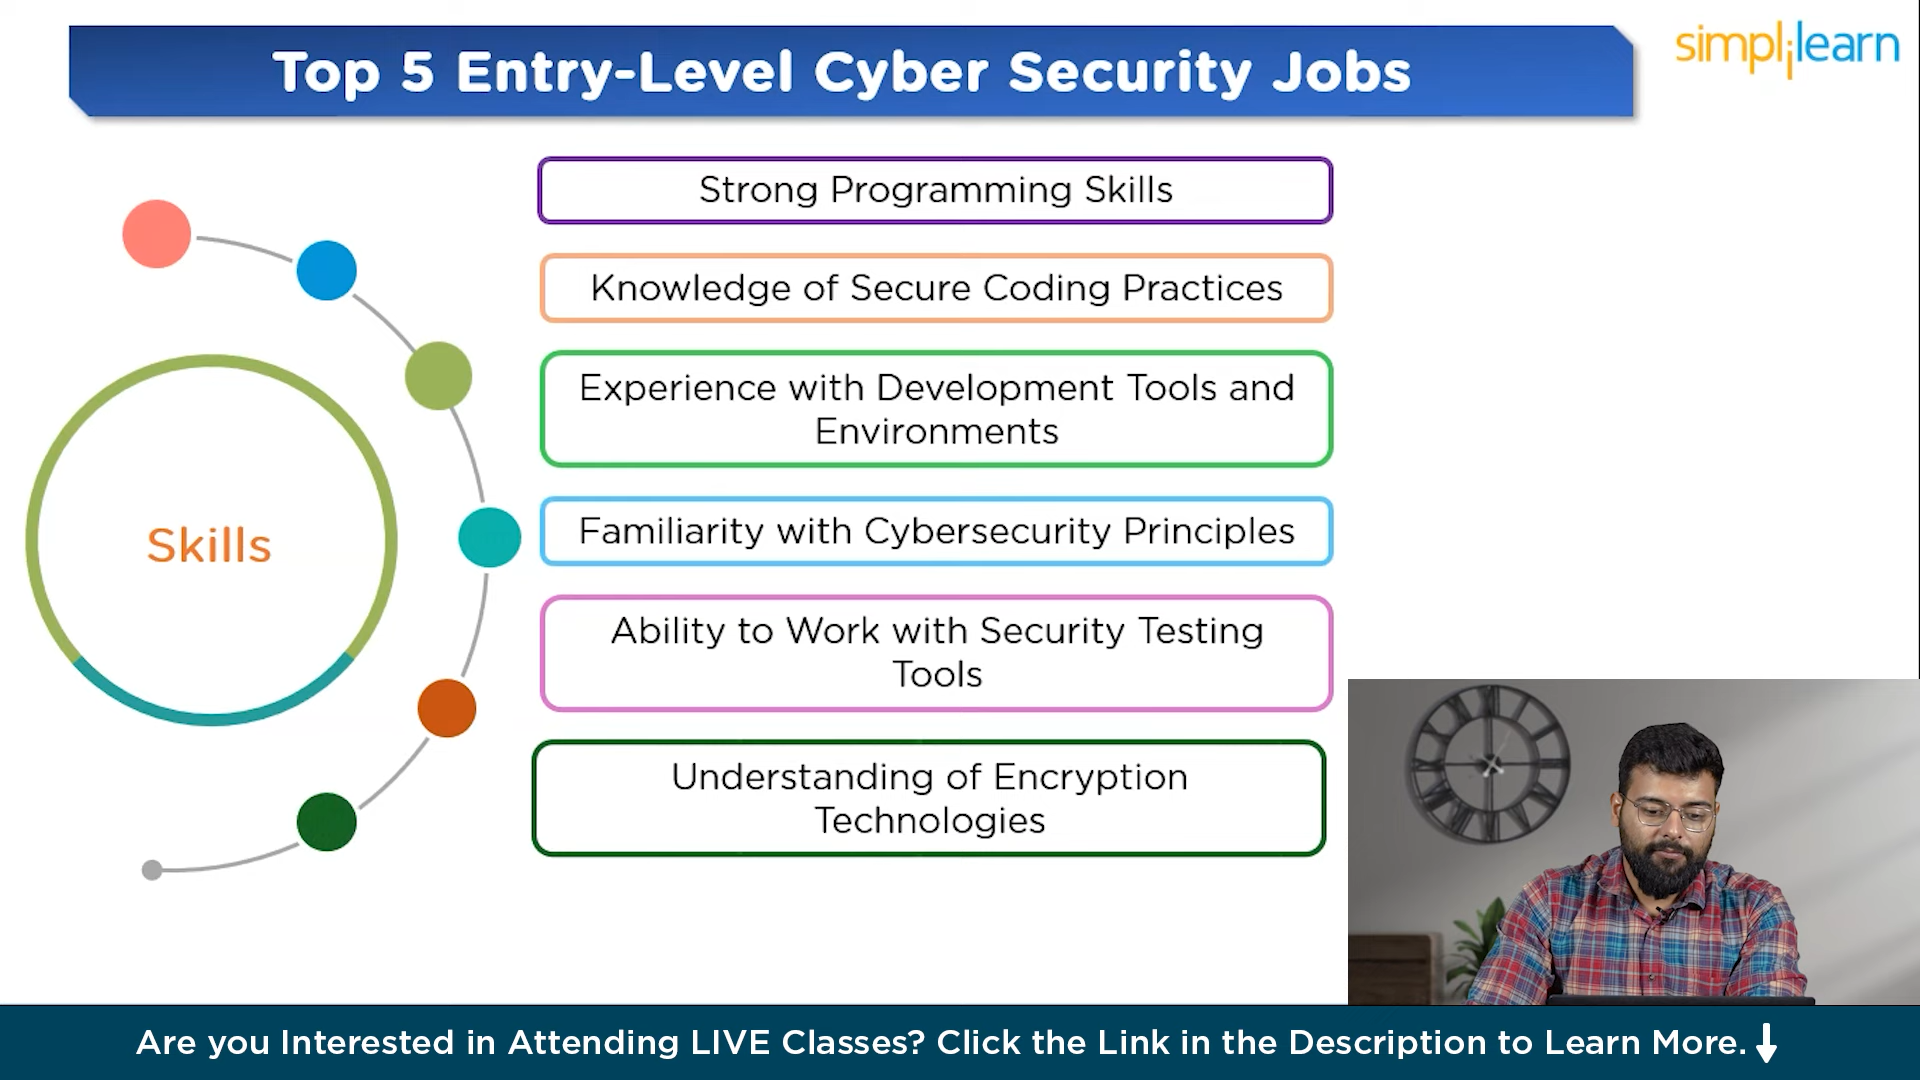 Top 5 Entry-Level Cyber Security Jobs
simplilearn
Strong Programming Skills
Knowledge of Secure Coding Practices
Experience with Development Tools and
Environments
Skills
Familiarity with Cybersecurity Principles
Ability to Work with Security Testing
Tools
Understanding of Encryption
Technologies
Are you Interested in Attending LIVE Classes? Click the Link in the Description to Learn More.